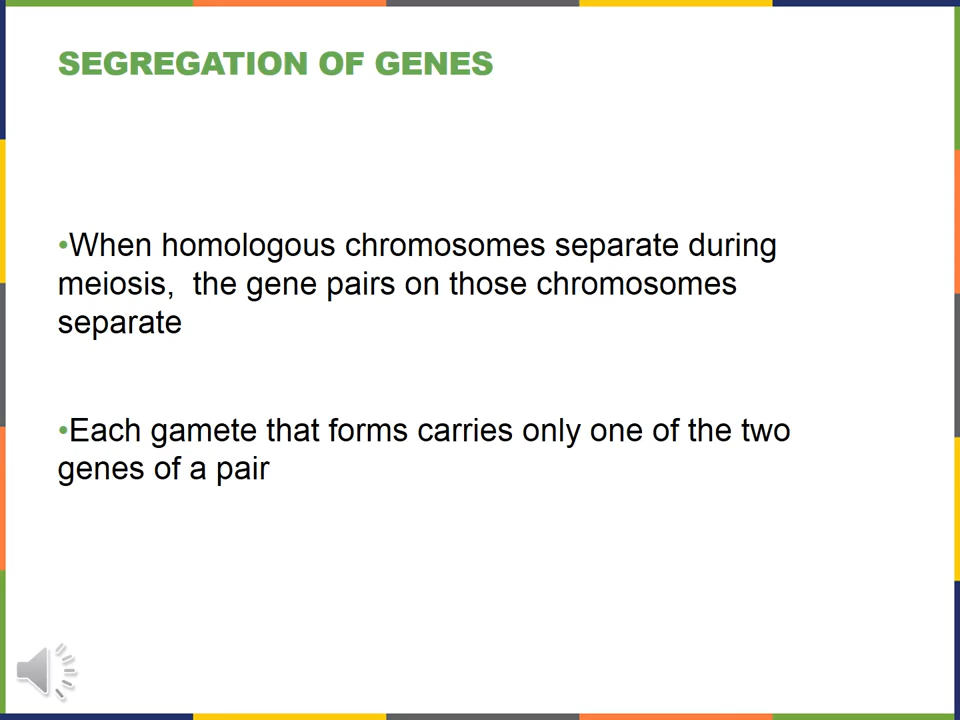 SEGREGATION OF GENES
•When homologous chromosomes separate during
meiosis,  the gene pairs on those chromosomes
separate
•Each gamete that forms carries only one of the two
genes of a pair